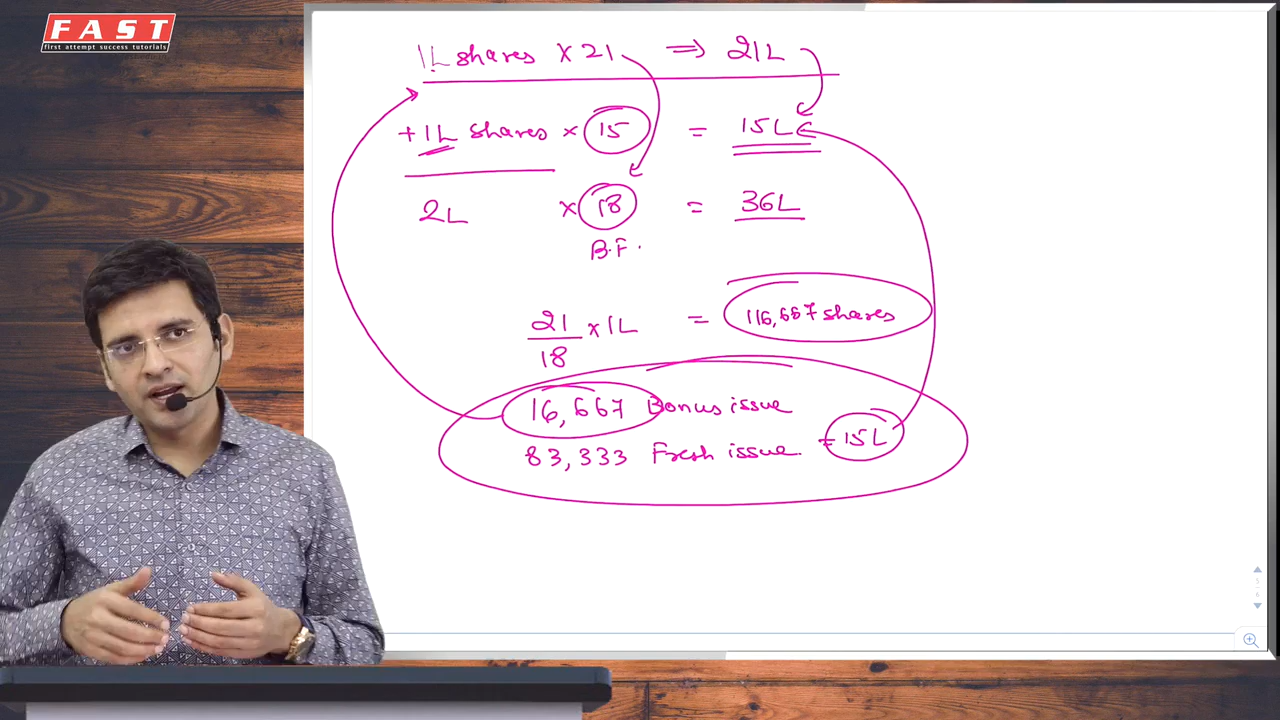 FAST
first attempt success tutorials
1L shares × 21 ⇒ 21L
+1L shares × 15 = 15L
2L × 18 = 36L
B.F.
21/18 × 1L = 116,667 shares
16,667 Bonus issue
83,333 Fresh issue = 15L